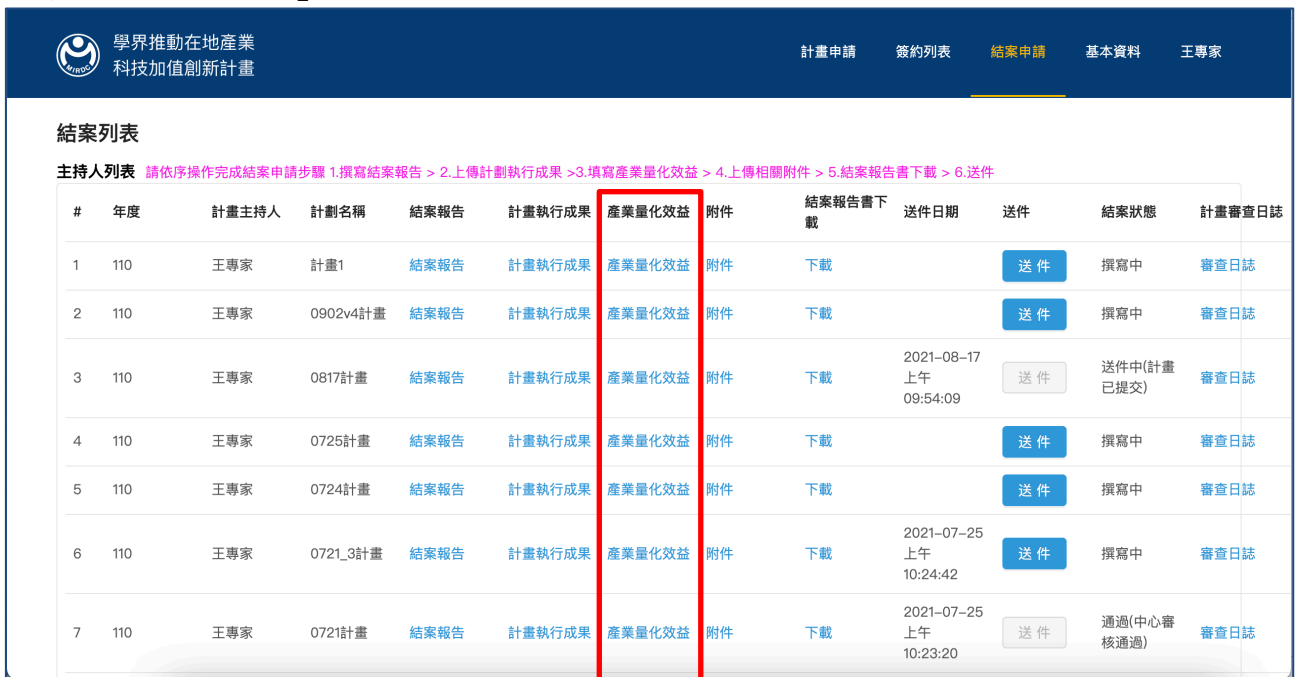 學界推動在地產業
科技加值創新計畫
MIRDC
計畫申請 簽約列表 結案申請 基本資料 王專家
結案列表
主持人列表 請依序操作完成結案申請步驟 1.撰寫結案報告 > 2.上傳計劃執行成果 >3.填寫產業量化效益 > 4.上傳相關附件 > 5.結案報告書下載 > 6.送件
# 年度 計畫主持人 計劃名稱 結案報告 計畫執行成果 產業量化效益 附件 結案報告書下載 送件日期 送件 結案狀態 計畫審查日誌
1 110 王專家 計畫1 結案報告 計畫執行成果 產業量化效益 附件 下載 送件 撰寫中 審查日誌
2 110 王專家 0902v4計畫 結案報告 計畫執行成果 產業量化效益 附件 下載 送件 撰寫中 審查日誌
3 110 王專家 0817計畫 結案報告 計畫執行成果 產業量化效益 附件 下載 2021-08-17 上午 09:54:09 送件 送件中(計畫已提交) 審查日誌
4 110 王專家 0725計畫 結案報告 計畫執行成果 產業量化效益 附件 下載 送件 撰寫中 審查日誌
5 110 王專家 0724計畫 結案報告 計畫執行成果 產業量化效益 附件 下載 送件 撰寫中 審查日誌
6 110 王專家 0721_3計畫 結案報告 計畫執行成果 產業量化效益 附件 下載 2021-07-25 上午 10:24:42 送件 撰寫中 審查日誌
7 110 王專家 0721計畫 結案報告 計畫執行成果 產業量化效益 附件 下載 2021-07-25 上午 10:23:20 送件 通過(中心審核通過) 審查日誌